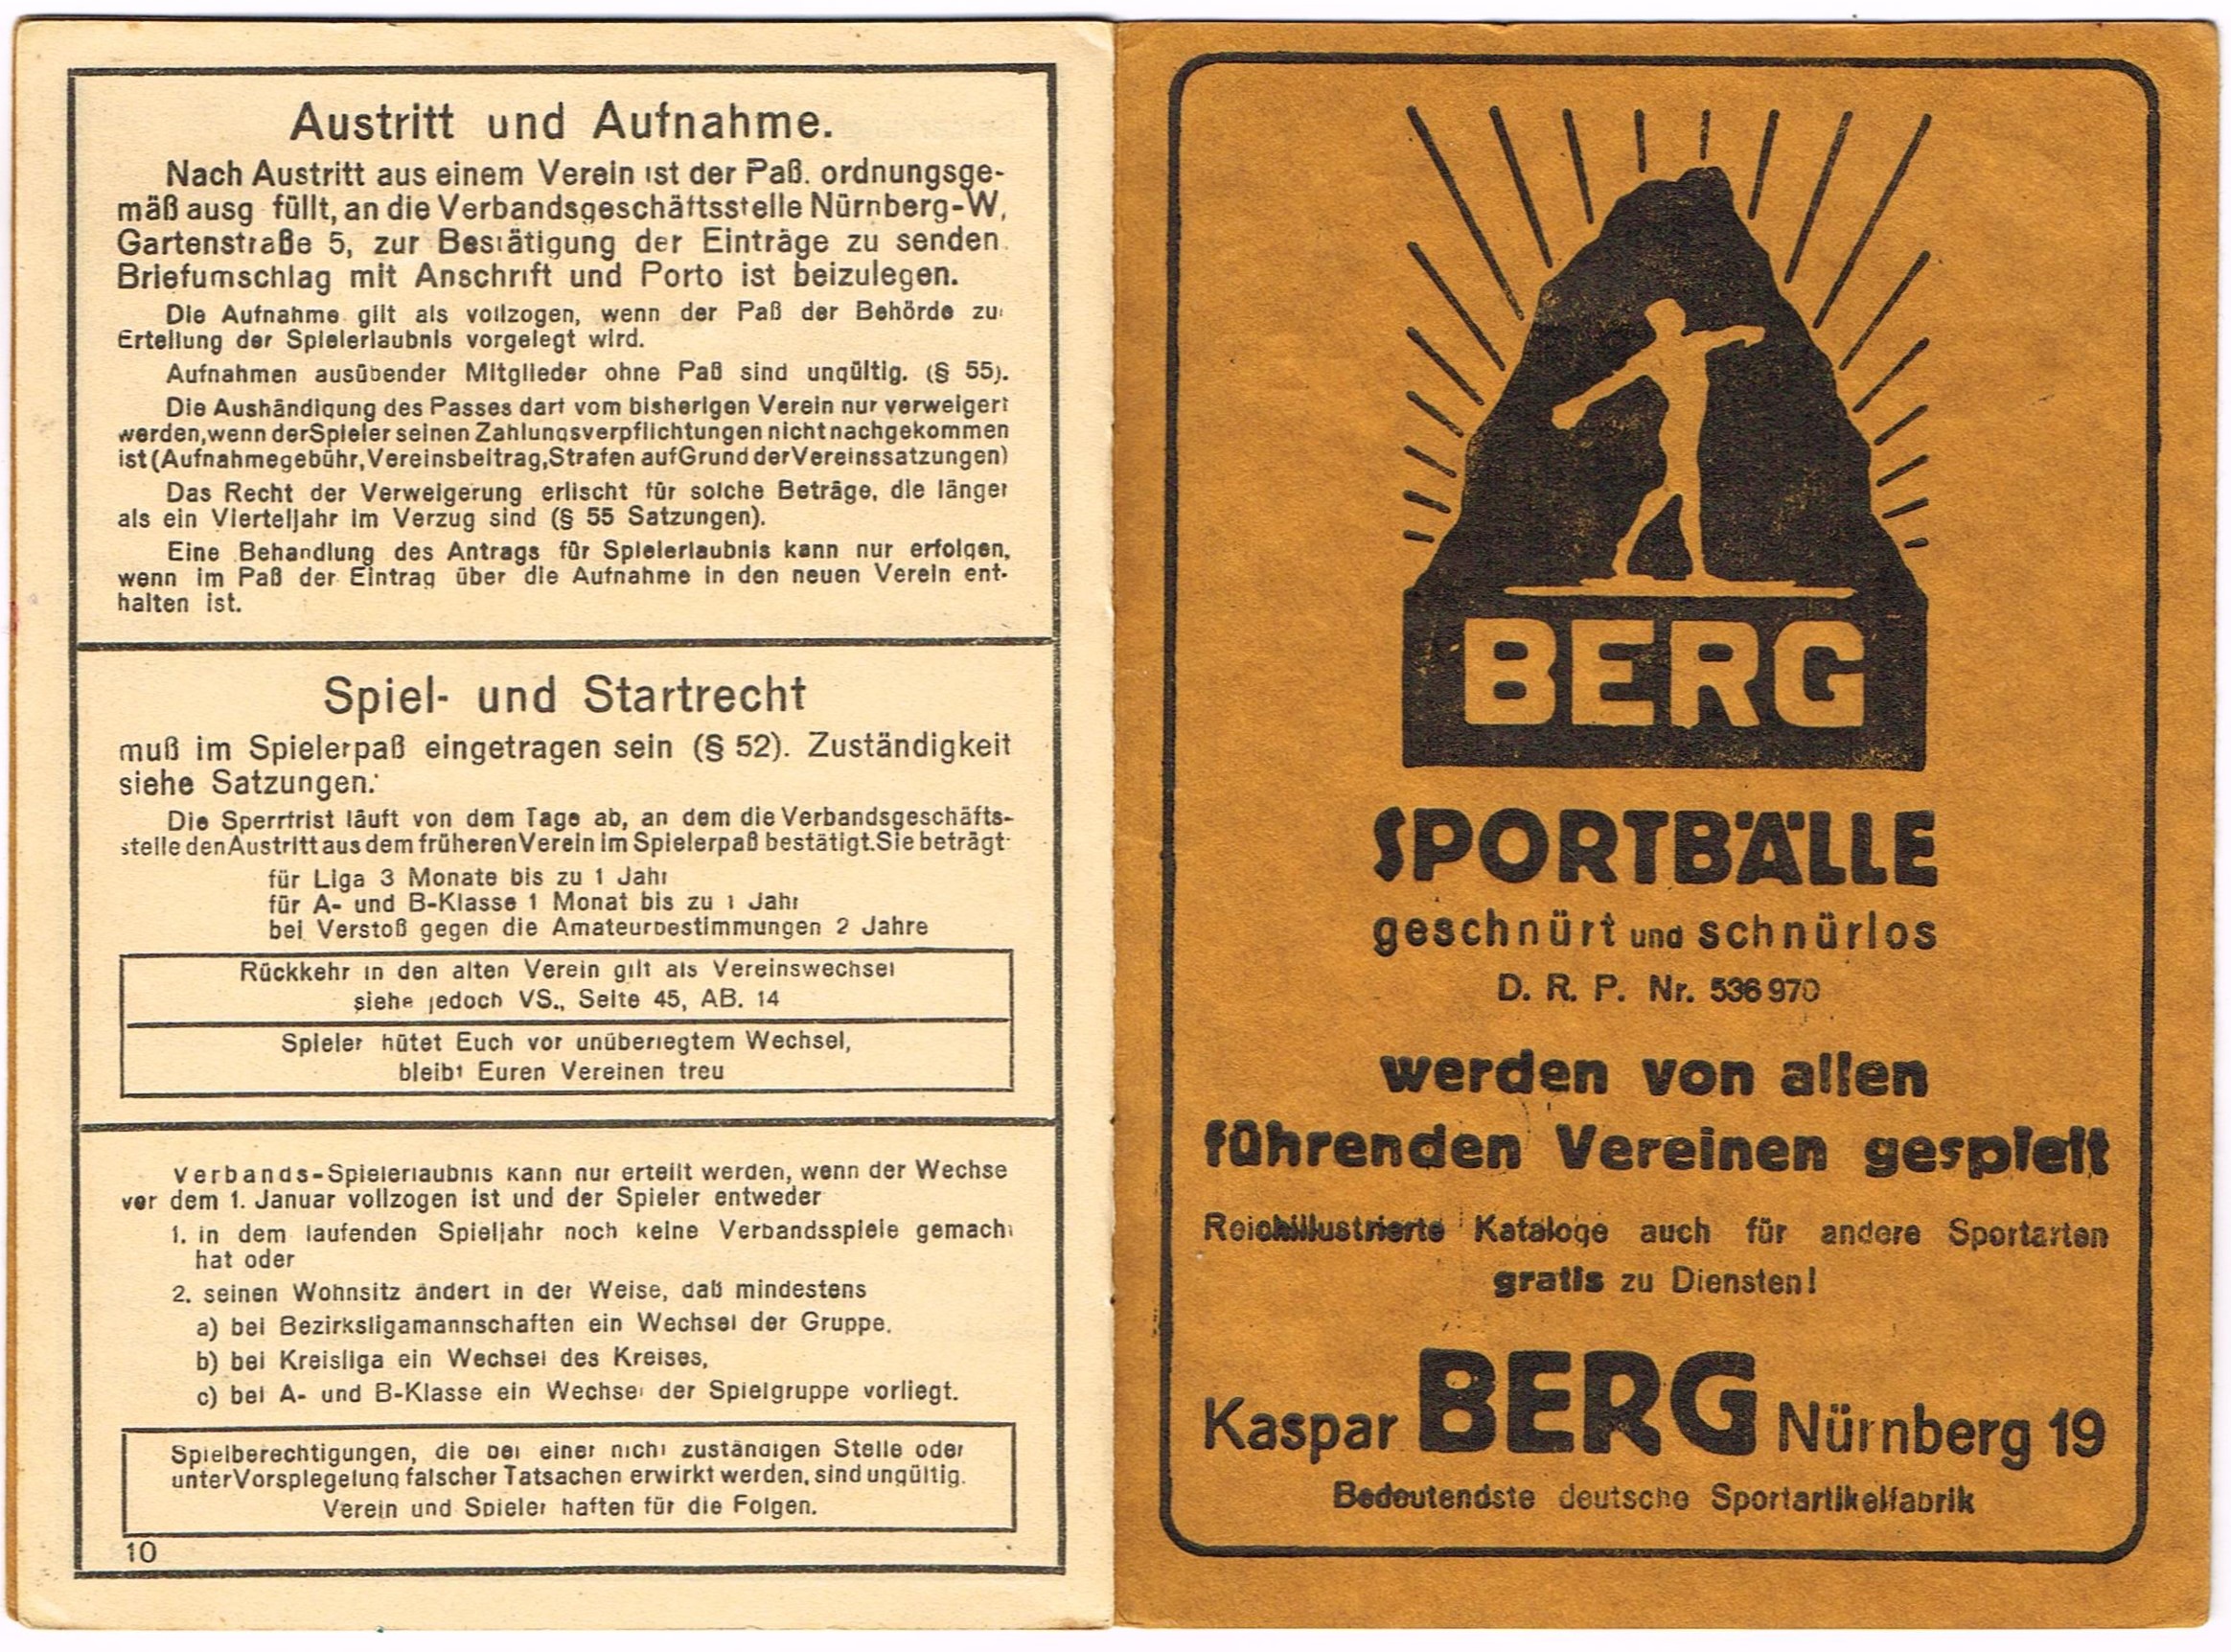 Austritt und Aufnahme.
Nach Austritt aus einem Verein ist der Paß. ordnungsge-
mäß ausg füllt, an die Verbandsgeschäftsstelle Nürnberg-W,
Gartenstraße 5, zur Bestätigung der Einträge zu senden.
Briefumschlag mit Anschrift und Porto ist beizulegen.
Die Aufnahme gilt als vollzogen, wenn der Paß der Behörde zur
Erteilung der Spielerlaubnis vorgelegt wird.
Aufnahmen ausübender Mitglieder ohne Paß sind ungültig. (§ 55).
Die Aushändigung des Passes darf vom bisherigen Verein nur verweigert
werden, wenn der Spieler seinen Zahlungsverpflichtungen nicht nachgekommen
ist (Aufnahmegebühr, Vereinsbeitrag, Strafen auf Grund der Vereinssatzungen)
Das Recht der Verweigerung erlischt für solche Beträge, die länger
als ein Vierteljahr im Verzug sind (§ 55 Satzungen).
Eine Behandlung des Antrags für Spielerlaubnis kann nur erfolgen,
wenn im Paß der Eintrag über die Aufnahme in den neuen Verein ent-
halten ist.
Spiel- und Startrecht
muß im Spielerpaß eingetragen sein (§ 52). Zuständigkeit
siehe Satzungen.
Die Sperrfrist läuft von dem Tage ab, an dem die Verbandsgeschäfts-
stelle den Austritt aus dem früheren Verein im Spielerpaß bestätigt. Sie beträgt:
für Liga 3 Monate bis zu 1 Jahr
für A- und B-Klasse 1 Monat bis zu 1 Jahr
bei Verstoß gegen die Amateurbestimmungen 2 Jahre
Rückkehr in den alten Verein gilt als Vereinswechsel
siehe jedoch VS., Seite 45, AB. 14
Spieler hütet Euch vor unüberlegtem Wechsel,
bleibt Euren Vereinen treu
Verbands-Spielerlaubnis kann nur erteilt werden, wenn der Wechse
vor dem 1. Januar vollzogen ist und der Spieler entweder
1. in dem laufenden Spieljahr noch keine Verbandsspiele gemacht
hat oder
2. seinen Wohnsitz ändert in der Weise, daß mindestens
a) bei Bezirksligamannschaften ein Wechsel der Gruppe,
b) bei Kreisliga ein Wechsel des Kreises,
c) bei A- und B-Klasse ein Wechsel der Spielgruppe vorliegt.
Spielberechtigungen, die bei einer nicht zuständigen Stelle oder
unter Vorspiegelung falscher Tatsachen erwirkt werden, sind ungültig.
Verein und Spieler haften für die Folgen.
10
BERG
SPORTBÄLLE
geschnürt und schnürlos
D. R. P. Nr. 536 970
werden von allen
führenden Vereinen gespielt
Reichillustrierte Kataloge auch für andere Sportarten
gratis zu Diensten!
Kaspar BERG Nürnberg 19
Bedeutendste deutsche Sportartikelfabrik